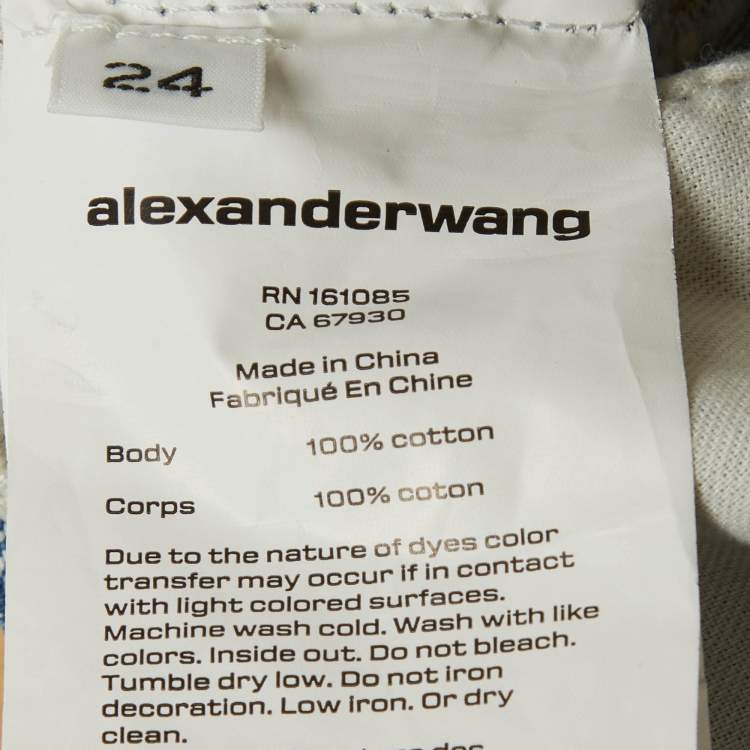 24
alexanderwang
RN 161085
CA 67930
Made in China
Fabriqué En Chine
Body 100% cotton
Corps 100% coton
Due to the nature of dyes color
transfer may occur if in contact
with light colored surfaces.
Machine wash cold. Wash with like
colors. Inside out. Do not bleach.
Tumble dry low. Do not iron
decoration. Low iron. Or dry
clean.
des